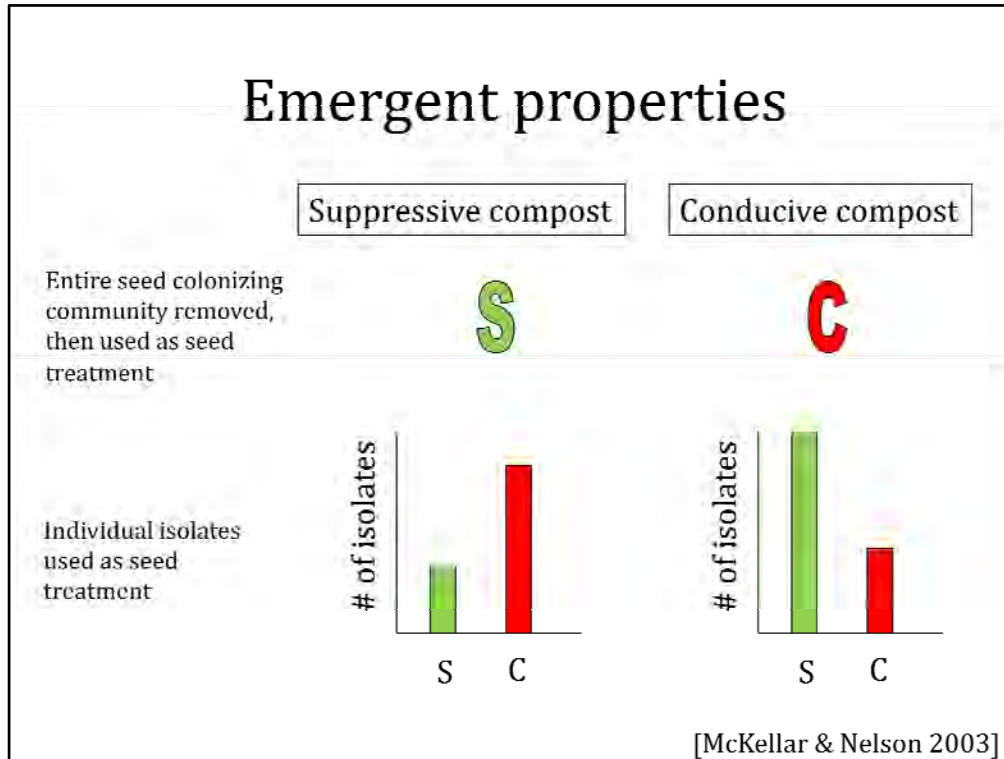 Emergent properties
Suppressive compost
Conducive compost
Entire seed colonizing
community removed,
then used as seed
treatment
S
C
Individual isolates
used as seed
treatment
# of isolates
S C
# of isolates
S C
[McKellar & Nelson 2003]